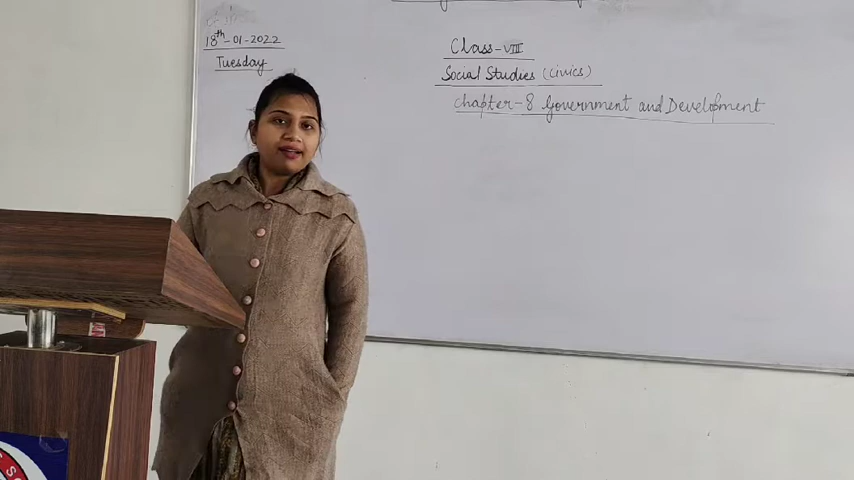 18th-01-2022
Tuesday
Class-VIII
Social Studies (civics)
chapter-8 Government and Development